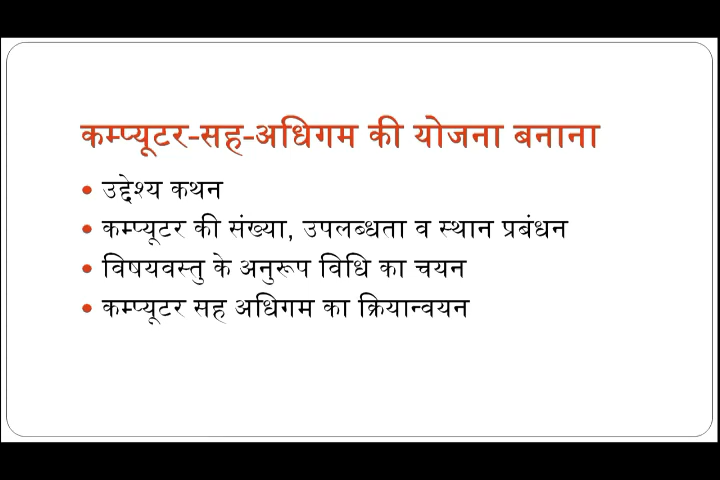 कम्प्यूटर-सह-अधिगम की योजना बनाना
• उद्देश्य कथन
• कम्प्यूटर की संख्या, उपलब्धता व स्थान प्रबंधन
• विषयवस्तु के अनुरूप विधि का चयन
• कम्प्यूटर सह अधिगम का क्रियान्वयन